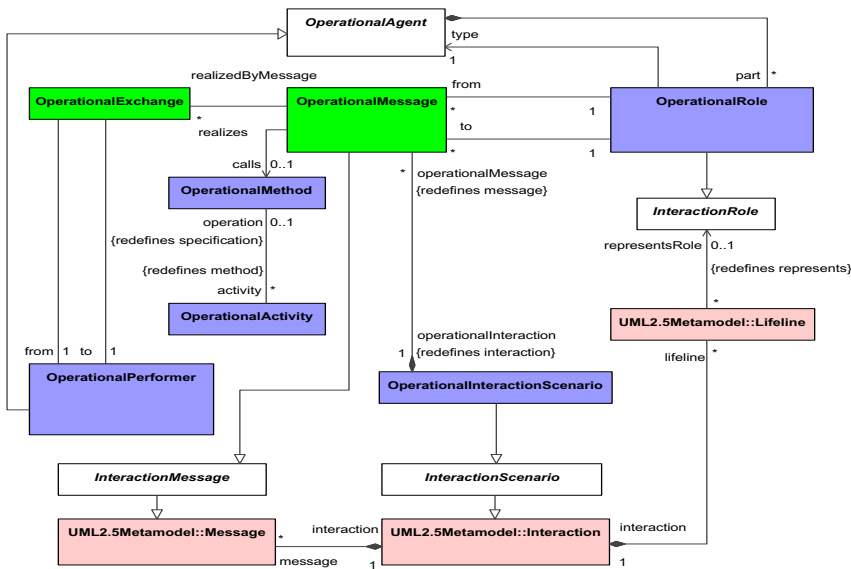 OperationalAgent
type
1
part
*
realizedByMessage
OperationalExchange
*
realizes
OperationalMessage
from
*
1
to
*
1
OperationalRole
calls
0..1
*
operationalMessage
{redefines message}
OperationalMethod
operation
0..1
{redefines specification}
{redefines method}
activity
*
OperationalActivity
InteractionRole
representsRole
0..1
{redefines represents}
*
UML2.5Metamodel::Lifeline
lifeline
*
from
1
to
1
OperationalPerformer
operationalInteraction
1
{redefines interaction}
OperationalInteractionScenario
InteractionMessage
InteractionScenario
UML2.5Metamodel::Message
*
message
interaction
1
UML2.5Metamodel::Interaction
interaction
1